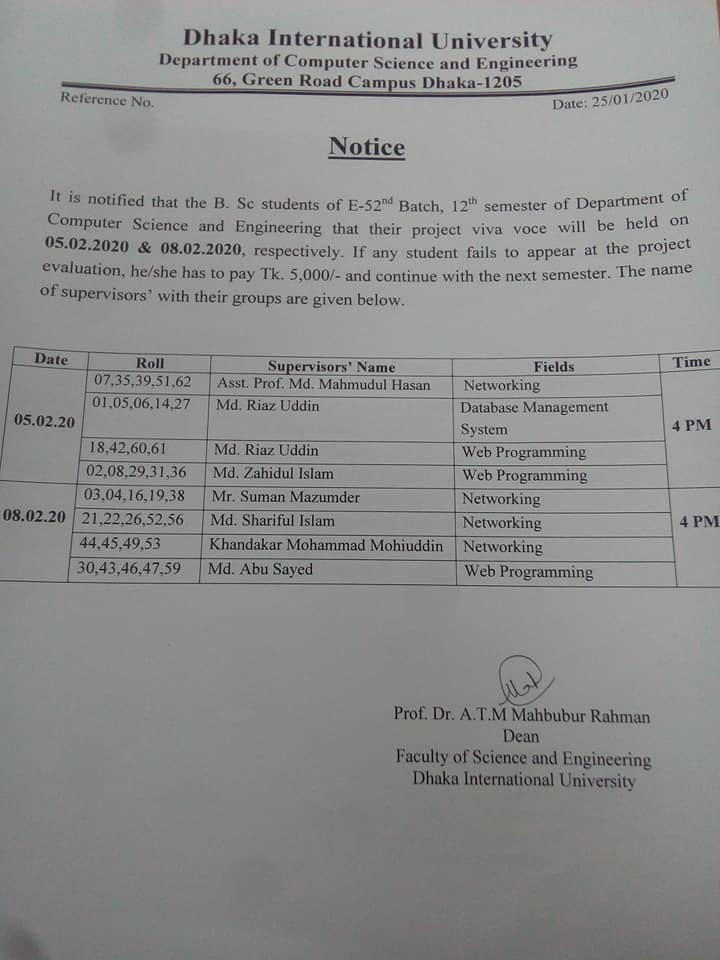 Dhaka International University
Department of Computer Science and Engineering
66, Green Road Campus Dhaka-1205
Reference No.
Date: 25/01/2020
Notice
It is notified that the B. Sc students of E-52nd Batch, 12th semester of Department of
Computer Science and Engineering that their project viva voce will be held on
05.02.2020 & 08.02.2020, respectively. If any student fails to appear at the project
evaluation, he/she has to pay Tk. 5,000/- and continue with the next semester. The name
of supervisors’ with their groups are given below.
Date Roll Supervisors’ Name Fields Time
07,35,39,51,62 Asst. Prof. Md. Mahmudul Hasan Networking
05.02.20 01,05,06,14,27 Md. Riaz Uddin Database Management 4 PM
System
18,42,60,61 Md. Riaz Uddin Web Programming
02,08,29,31,36 Md. Zahidul Islam Web Programming
03,04,16,19,38 Mr. Suman Mazumder Networking
08.02.20 21,22,26,52,56 Md. Shariful Islam Networking 4 PM
44,45,49,53 Khandakar Mohammad Mohiuddin Networking
30,43,46,47,59 Md. Abu Sayed Web Programming
Prof. Dr. A.T.M Mahbubur Rahman
Dean
Faculty of Science and Engineering
Dhaka International University